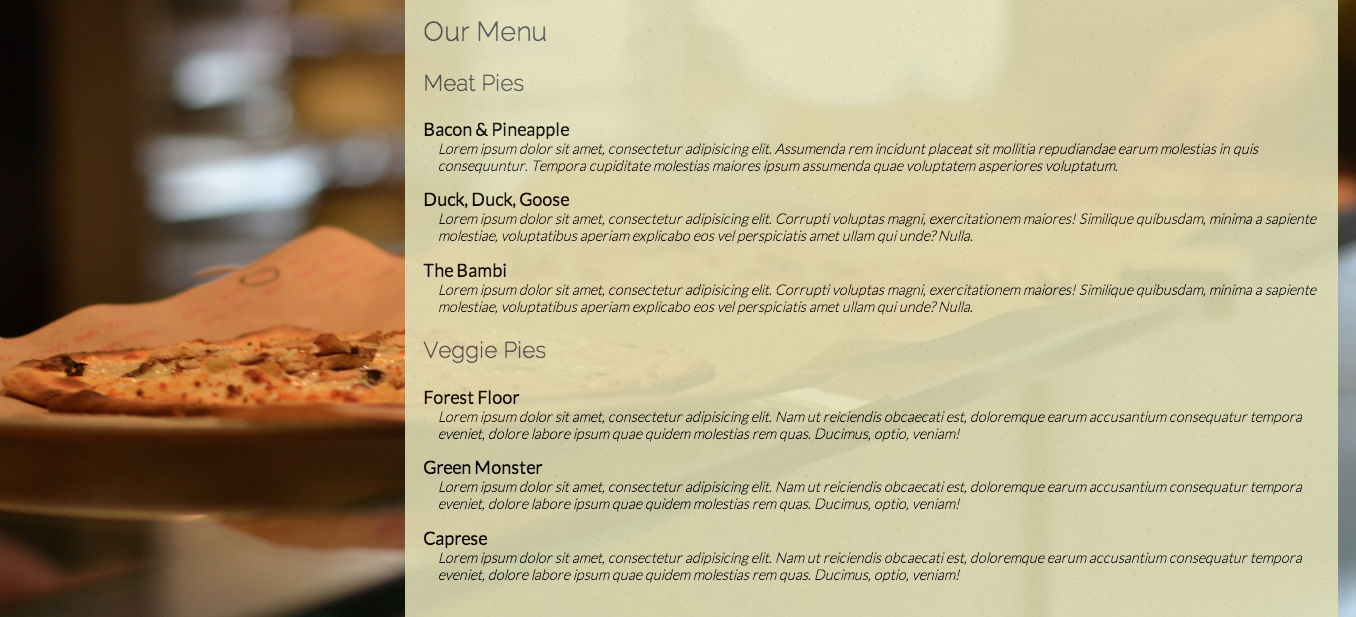 Our Menu
Meat Pies
Bacon & Pineapple
Lorem ipsum dolor sit amet, consectetur adipisicing elit. Assumenda rem incidunt placeat sit mollitia repudiandae earum molestias in quis
consequuntur. Tempora cupiditate molestias maiores ipsum assumenda quae voluptatem asperiores voluptatum.
Duck, Duck, Goose
Lorem ipsum dolor sit amet, consectetur adipisicing elit. Corrupti voluptas magni, exercitationem maiores! Similique quibusdam, minima a sapiente
molestiae, voluptatibus aperiam explicabo eos vel perspiciatis amet ullam qui unde? Nulla.
The Bambi
Lorem ipsum dolor sit amet, consectetur adipisicing elit. Corrupti voluptas magni, exercitationem maiores! Similique quibusdam, minima a sapiente
molestiae, voluptatibus aperiam explicabo eos vel perspiciatis amet ullam qui unde? Nulla.
Veggie Pies
Forest Floor
Lorem ipsum dolor sit amet, consectetur adipisicing elit. Nam ut reiciendis obcaecati est, doloremque earum accusantium consequatur tempora
eveniet, dolore labore ipsum quae quidem molestias rem quas. Ducimus, optio, veniam!
Green Monster
Lorem ipsum dolor sit amet, consectetur adipisicing elit. Nam ut reiciendis obcaecati est, doloremque earum accusantium consequatur tempora
eveniet, dolore labore ipsum quae quidem molestias rem quas. Ducimus, optio, veniam!
Caprese
Lorem ipsum dolor sit amet, consectetur adipisicing elit. Nam ut reiciendis obcaecati est, doloremque earum accusantium consequatur tempora
eveniet, dolore labore ipsum quae quidem molestias rem quas. Ducimus, optio, veniam!